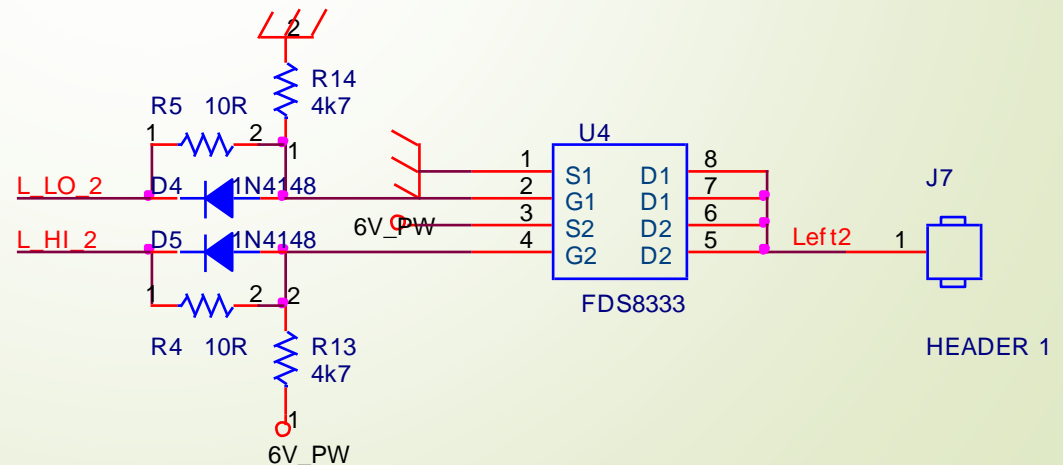 2
R14
4k7
R5 10R
1 2 1
U4
1 S1 D1 8
L_LO_2 D4 1N4148 2 G1 D1 7
J7
6V_PW 3 S2 D2 6
L_HI_2 D5 1N4148 4 G2 D2 5 Left2 1
1 2 2
FDS8333
R4 10R R13
4k7
HEADER 1
1
6V_PW